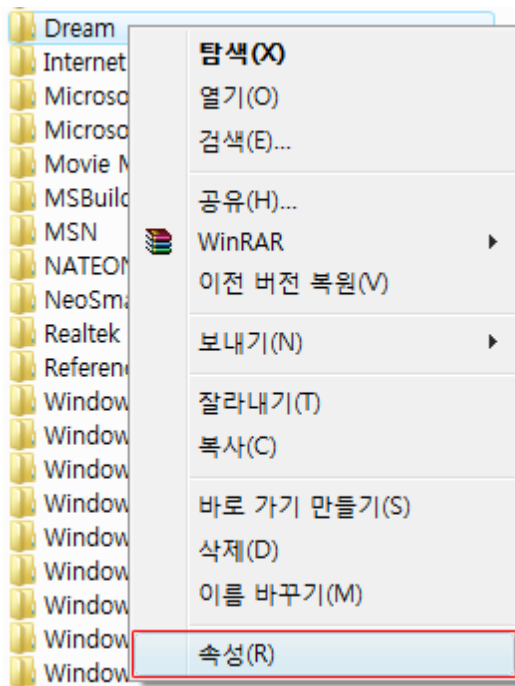 Dream
Internet
Microso
Microso
Movie M
MSBuild
MSN
NATEON
NeoSma
Realtek
Referen
Window
Window
Window
Window
Window
Window
Window
Window
Window
탐색(X)
열기(O)
검색(E)...
공유(H)...
WinRAR
이전 버전 복원(V)
보내기(N)
잘라내기(T)
복사(C)
바로 가기 만들기(S)
삭제(D)
이름 바꾸기(M)
속성(R)